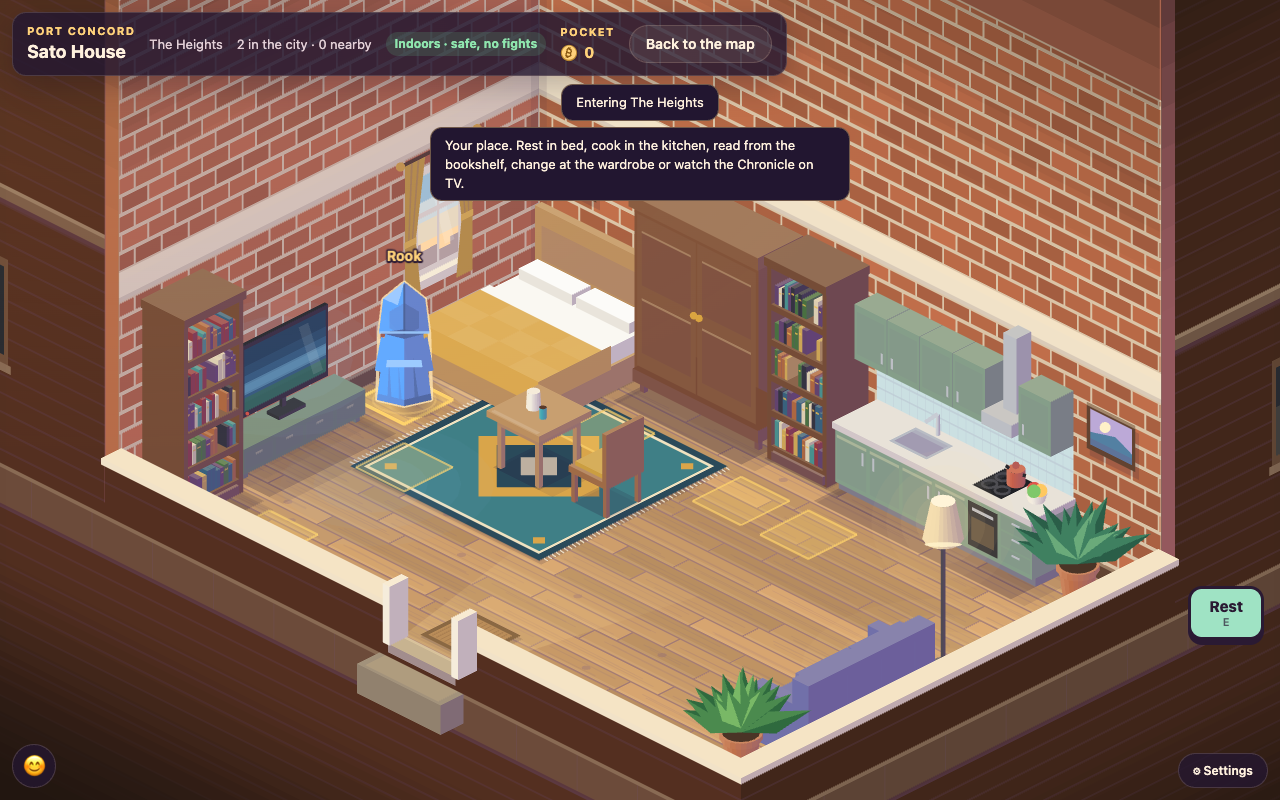 PORT CONCORD
Sato House
The Heights
2 in the city · 0 nearby
Indoors · safe, no fights
POCKET
0
Back to the map
Entering The Heights
Your place. Rest in bed, cook in the kitchen, read from the
bookshelf, change at the wardrobe or watch the Chronicle on
TV.
Rook
Rest
E
Settings